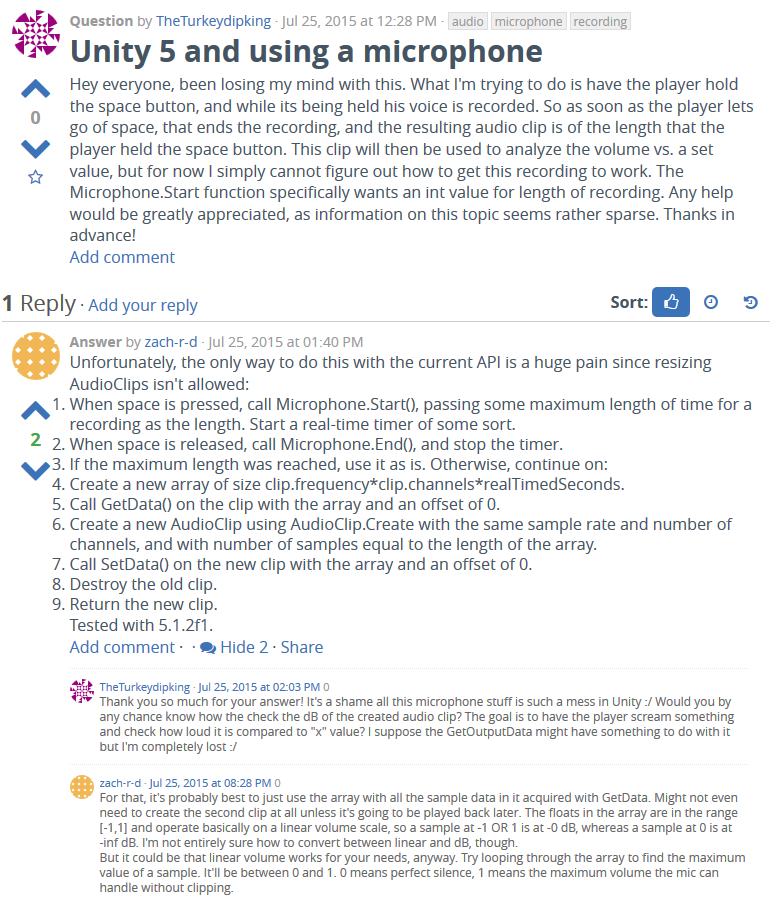 Question by TheTurkeydipking · Jul 25, 2015 at 12:28 PM · audio microphone recording
Unity 5 and using a microphone
Hey everyone, been losing my mind with this. What I'm trying to do is have the player hold
the space button, and while its being held his voice is recorded. So as soon as the player lets
0
go of space, that ends the recording, and the resulting audio clip is of the length that the
player held the space button. This clip will then be used to analyze the volume vs. a set
value, but for now I simply cannot figure out how to get this recording to work. The
Microphone.Start function specifically wants an int value for length of recording. Any help
would be greatly appreciated, as information on this topic seems rather sparse. Thanks in
advance!
Add comment
1 Reply · Add your reply
Sort:
Answer by zach-r-d · Jul 25, 2015 at 01:40 PM
Unfortunately, the only way to do this with the current API is a huge pain since resizing
AudioClips isn't allowed:
1. When space is pressed, call Microphone.Start(), passing some maximum length of time for a
recording as the length. Start a real-time timer of some sort.
2
2. When space is released, call Microphone.End(), and stop the timer.
3. If the maximum length was reached, use it as is. Otherwise, continue on:
4. Create a new array of size clip.frequency*clip.channels*realTimedSeconds.
5. Call GetData() on the clip with the array and an offset of 0.
6. Create a new AudioClip using AudioClip.Create with the same sample rate and number of
channels, and with number of samples equal to the length of the array.
7. Call SetData() on the new clip with the array and an offset of 0.
8. Destroy the old clip.
9. Return the new clip.
Tested with 5.1.2f1.
Add comment · · Hide 2 · Share
TheTurkeydipking · Jul 25, 2015 at 02:03 PM 0
Thank you so much for your answer! It's a shame all this microphone stuff is such a mess in Unity :/ Would you by
any chance know how the check the dB of the created audio clip? The goal is to have the player scream something
and check how loud it is compared to "x" value? I suppose the GetOutputData might have something to do with it
but I'm completely lost :/
zach-r-d · Jul 25, 2015 at 08:28 PM 0
For that, it's probably best to just use the array with all the sample data in it acquired with GetData. Might not even
need to create the second clip at all unless it's going to be played back later. The floats in the array are in the range
[-1,1] and operate basically on a linear volume scale, so a sample at -1 OR 1 is at -0 dB, whereas a sample at 0 is at
-inf dB. I'm not entirely sure how to convert between linear and dB, though.
But it could be that linear volume works for your needs, anyway. Try looping through the array to find the maximum
value of a sample. It'll be between 0 and 1. 0 means perfect silence, 1 means the maximum volume the mic can
handle without clipping.